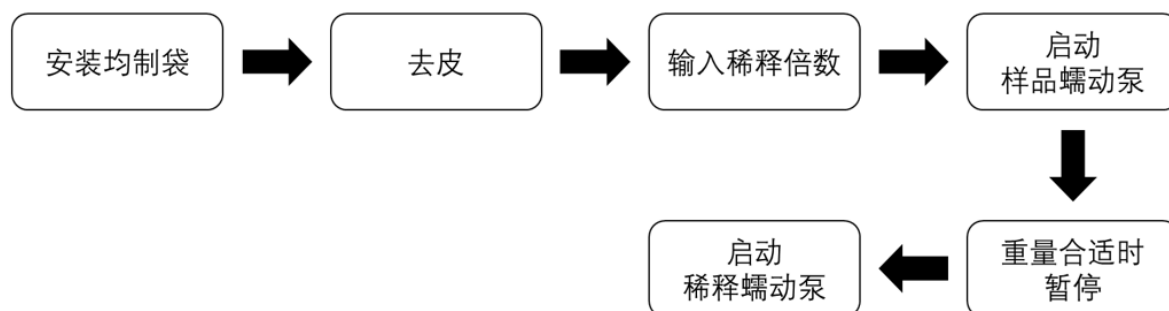 安装均制袋
去皮
输入稀释倍数
启动
样品蠕动泵
重量合适时
暂停
启动
稀释蠕动泵